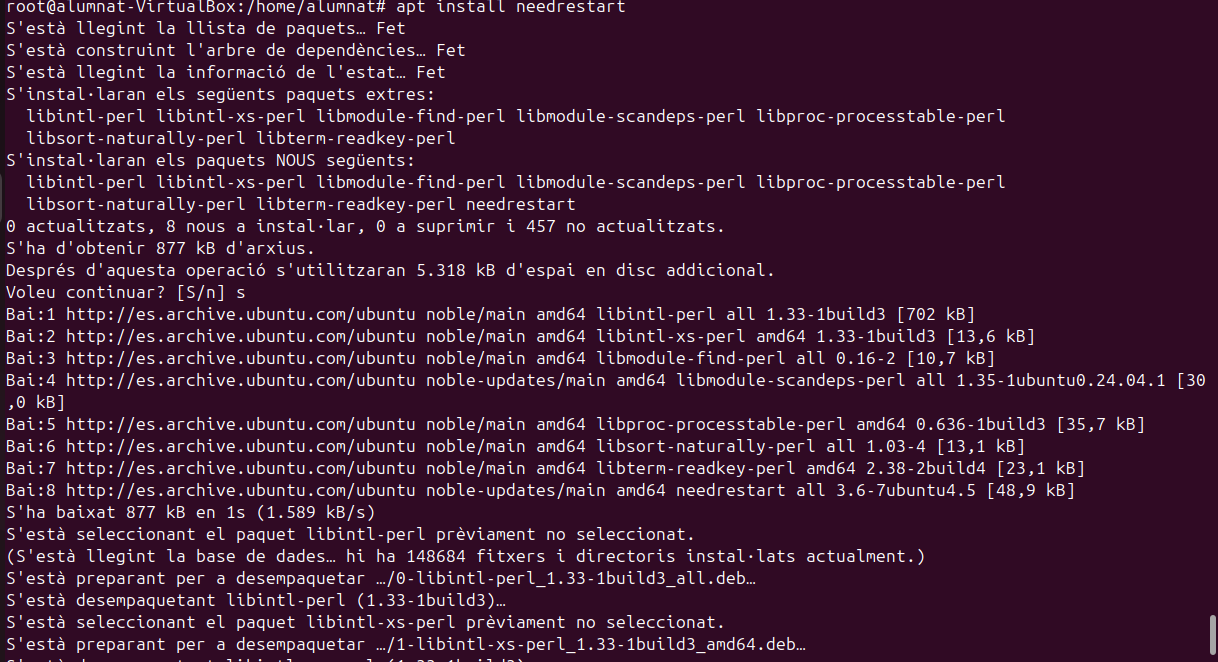 root@alumnat-VirtualBox:/home/alumnat# apt install needrestart
S'està llegint la llista de paquets… Fet
S'està construint l'arbre de dependències… Fet
S'està llegint la informació de l'estat… Fet
S'instal·laran els següents paquets extres:
  libintl-perl libintl-xs-perl libmodule-find-perl libmodule-scandeps-perl libproc-processtable-perl
  libsort-naturally-perl libterm-readkey-perl
S'instal·laran els paquets NOUS següents:
  libintl-perl libintl-xs-perl libmodule-find-perl libmodule-scandeps-perl libproc-processtable-perl
  libsort-naturally-perl libterm-readkey-perl needrestart
0 actualitzats, 8 nous a instal·lar, 0 a suprimir i 457 no actualitzats.
S'ha d'obtenir 877 kB d'arxius.
Després d'aquesta operació s'utilitzaran 5.318 kB d'espai en disc addicional.
Voleu continuar? [S/n] s
Bai:1 http://es.archive.ubuntu.com/ubuntu noble/main amd64 libintl-perl all 1.33-1build3 [702 kB]
Bai:2 http://es.archive.ubuntu.com/ubuntu noble/main amd64 libintl-xs-perl amd64 1.33-1build3 [13,6 kB]
Bai:3 http://es.archive.ubuntu.com/ubuntu noble/main amd64 libmodule-find-perl all 0.16-2 [10,7 kB]
Bai:4 http://es.archive.ubuntu.com/ubuntu noble-updates/main amd64 libmodule-scandeps-perl all 1.35-1ubuntu0.24.04.1 [30
,0 kB]
Bai:5 http://es.archive.ubuntu.com/ubuntu noble/main amd64 libproc-processtable-perl amd64 0.636-1build3 [35,7 kB]
Bai:6 http://es.archive.ubuntu.com/ubuntu noble/main amd64 libsort-naturally-perl all 1.03-4 [13,1 kB]
Bai:7 http://es.archive.ubuntu.com/ubuntu noble/main amd64 libterm-readkey-perl amd64 2.38-2build4 [23,1 kB]
Bai:8 http://es.archive.ubuntu.com/ubuntu noble-updates/main amd64 needrestart all 3.6-7ubuntu4.5 [48,9 kB]
S'ha baixat 877 kB en 1s (1.589 kB/s)
S'està seleccionant el paquet libintl-perl prèviament no seleccionat.
(S'està llegint la base de dades… hi ha 148684 fitxers i directoris instal·lats actualment.)
S'està preparant per a desempaquetar …/0-libintl-perl_1.33-1build3_all.deb…
S'està desempaquetant libintl-perl (1.33-1build3)…
S'està seleccionant el paquet libintl-xs-perl prèviament no seleccionat.
S'està preparant per a desempaquetar …/1-libintl-xs-perl_1.33-1build3_amd64.deb…